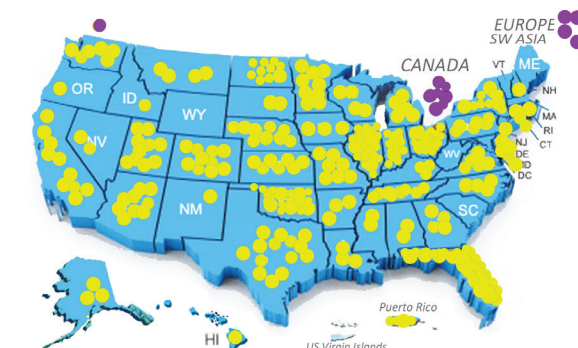 EUROPE
SW ASIA
CANADA
VT
ME
NH
OR
ID
WY
MA
RI
CT
NV
NJ
DE
MD
DC
WV
NM
SC
Puerto Rico
HI
US Virgin Islands